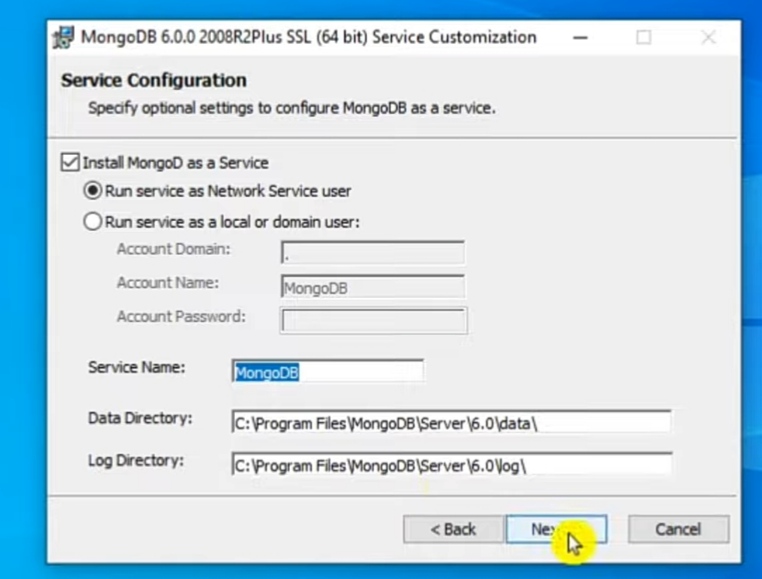 MongoDB 6.0.0 2008R2Plus SSL (64 bit) Service Customization
Service Configuration
Specify optional settings to configure MongoDB as a service.
Install MongoD as a Service
Run service as Network Service user
Run service as a local or domain user:
Account Domain: .
Account Name: MongoDB
Account Password:
Service Name: MongoDB
Data Directory: C:\Program Files\MongoDB\Server\6.0\data\
Log Directory: C:\Program Files\MongoDB\Server\6.0\log\
< Back Cancel